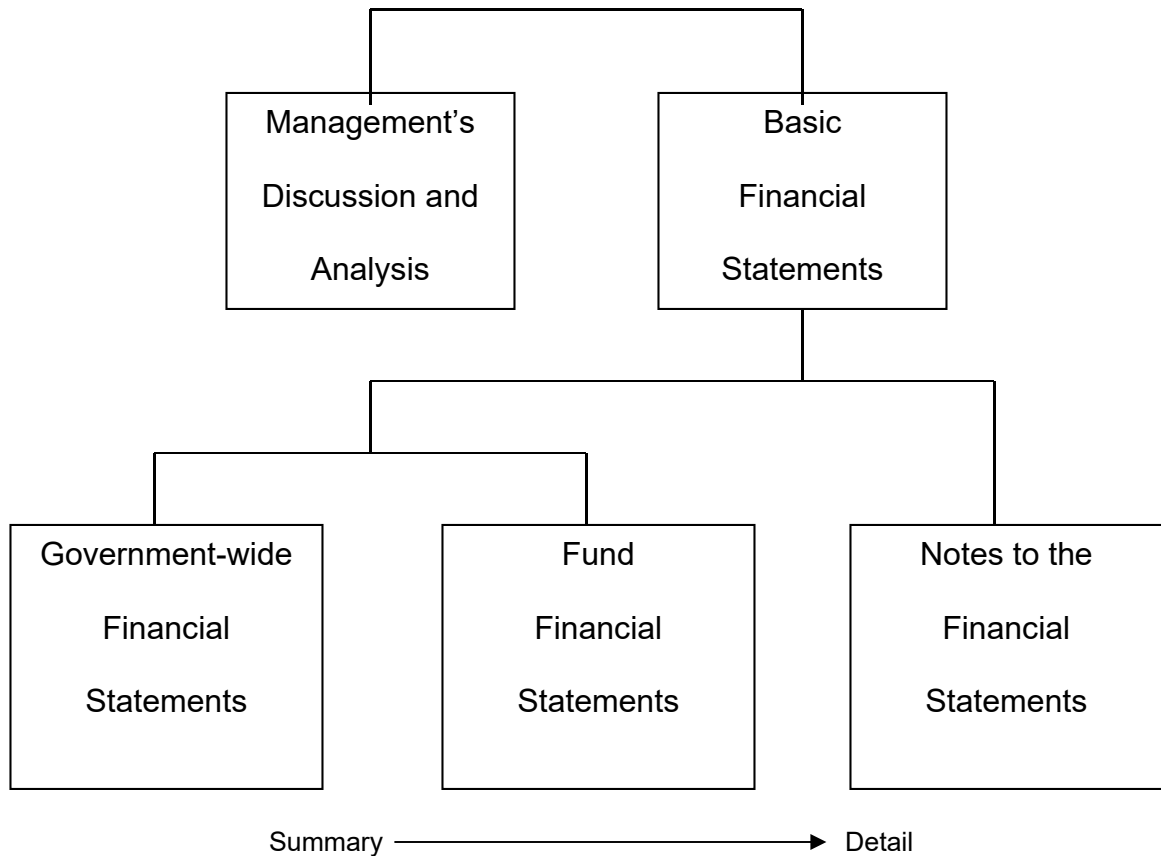 Management’s
Discussion and
Analysis
Basic
Financial
Statements
Government-wide
Financial
Statements
Fund
Financial
Statements
Notes to the
Financial
Statements
Summary
Detail